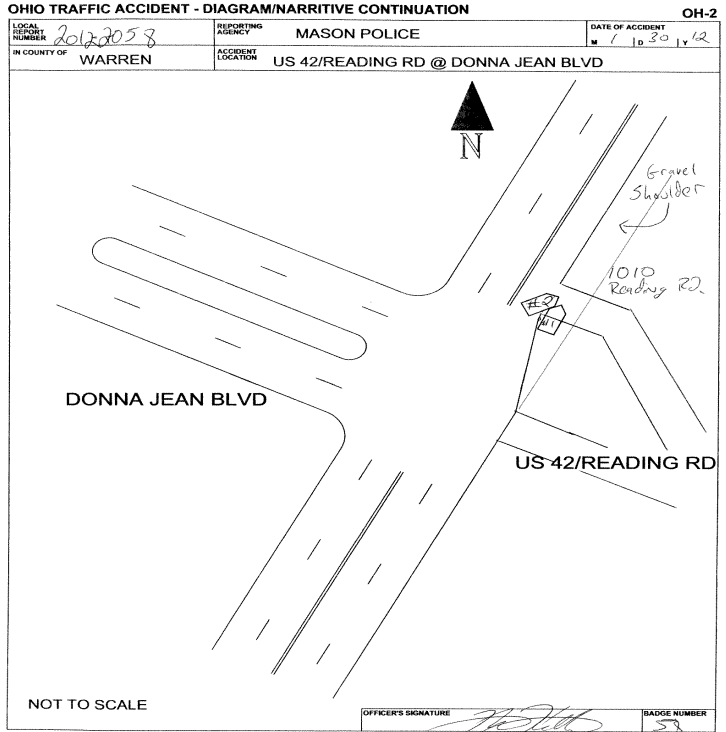 OHIO TRAFFIC ACCIDENT - DIAGRAM/NARRITIVE CONTINUATION
OH-2
LOCAL REPORT NUMBER 20122058
REPORTING AGENCY MASON POLICE
DATE OF ACCIDENT
M 1 D 30 Y 12
IN COUNTY OF WARREN
ACCIDENT LOCATION US 42/READING RD @ DONNA JEAN BLVD
N
Gravel
Shoulder
1010
Reading Rd.
#2
#1
DONNA JEAN BLVD
US 42/READING RD
NOT TO SCALE
OFFICER'S SIGNATURE
BADGE NUMBER